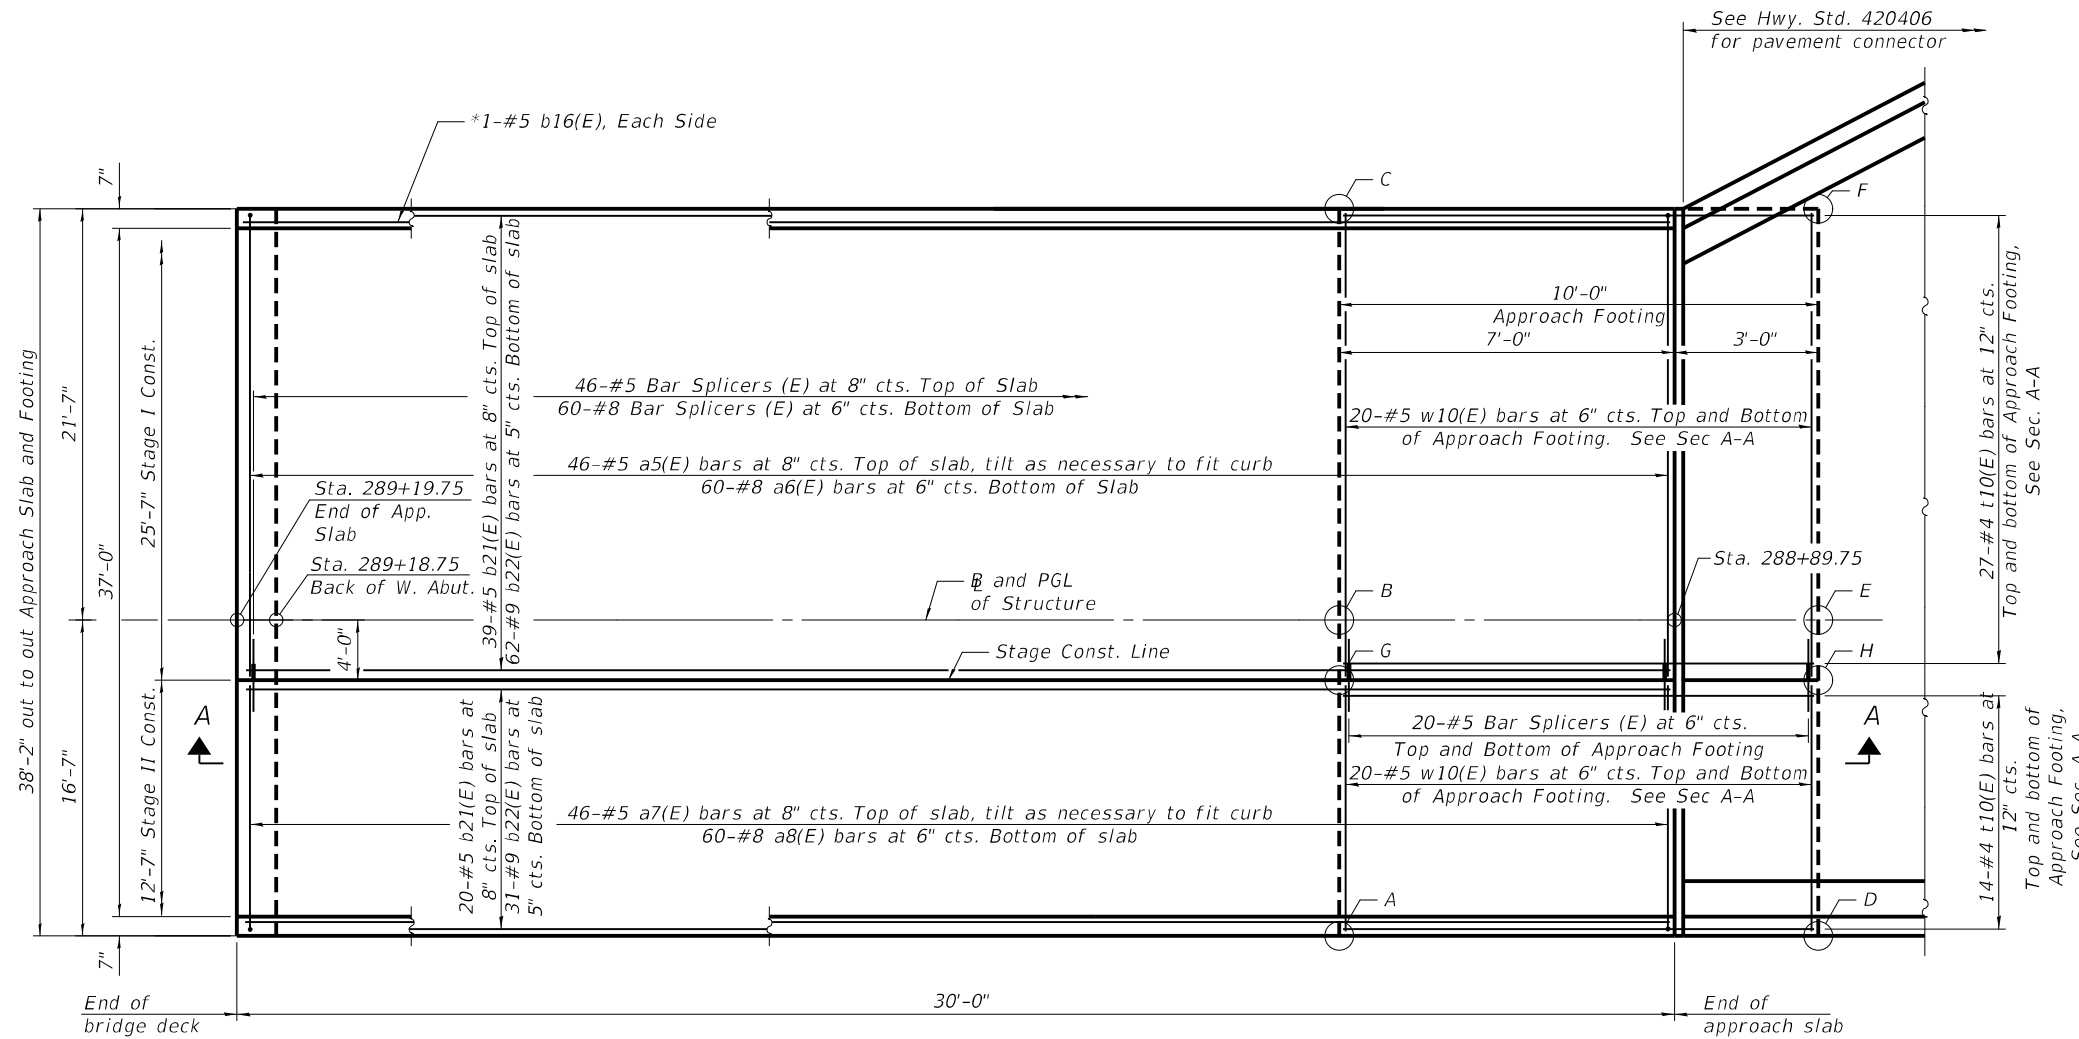 See Hwy. Std. 420406
for pavement connector
*1-#5 b16(E), Each Side
7"
C
F
10'-0"
Approach Footing
7'-0"
3'-0"
38'-2" out to out Approach Slab and Footing
21'-7"
16'-7"
37'-0"
25'-7" Stage I Const.
12'-7" Stage II Const.
39-#5 b21(E) bars at 8" cts. Top of slab
62-#9 b22(E) bars at 5" cts. Bottom of slab
46-#5 Bar Splicers (E) at 8" cts. Top of Slab
60-#8 Bar Splicers (E) at 6" cts. Bottom of Slab
20-#5 w10(E) bars at 6" cts. Top and Bottom
of Approach Footing. See Sec A-A
46-#5 a5(E) bars at 8" cts. Top of slab, tilt as necessary to fit curb
60-#8 a6(E) bars at 6" cts. Bottom of Slab
Sta. 289+19.75
End of App.
Slab
Sta. 289+18.75
Back of W. Abut.
4'-0"
and PGL
of Structure
B
E
Sta. 288+89.75
27-#4 t10(E) bars at 12" cts.
Top and bottom of Approach Footing,
See Sec. A-A
Stage Const. Line
G
H
A
A
20-#5 Bar Splicers (E) at 6" cts.
Top and Bottom of Approach Footing
20-#5 w10(E) bars at 6" cts. Top and Bottom
of Approach Footing. See Sec A-A
20-#5 b21(E) bars at
8" cts. Top of slab
31-#9 b22(E) bars at
5" cts. Bottom of slab
46-#5 a7(E) bars at 8" cts. Top of slab, tilt as necessary to fit curb
60-#8 a8(E) bars at 6" cts. Bottom of slab
14-#4 t10(E) bars at
12" cts.
Top and bottom of
Approach Footing,
See Sec. A-A
A
D
7"
End of
bridge deck
30'-0"
End of
approach slab